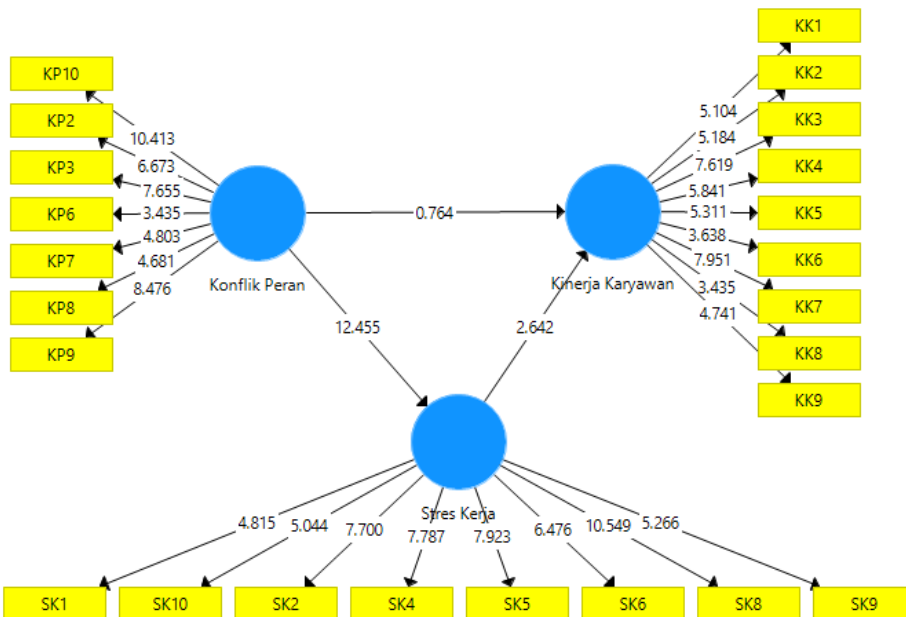 KP10
KP2
KP3
KP6
KP7
KP8
KP9
10.413
6.673
7.655
3.435
4.803
4.681
8.476
Konflik Peran
0.764
12.455
2.642
Kinerja Karyawan
5.104
5.184
7.619
5.841
5.311
3.638
7.951
3.435
4.741
KK1
KK2
KK3
KK4
KK5
KK6
KK7
KK8
KK9
Stres Kerja
4.815
5.044
7.700
7.787
7.923
6.476
10.549
5.266
SK1
SK10
SK2
SK4
SK5
SK6
SK8
SK9